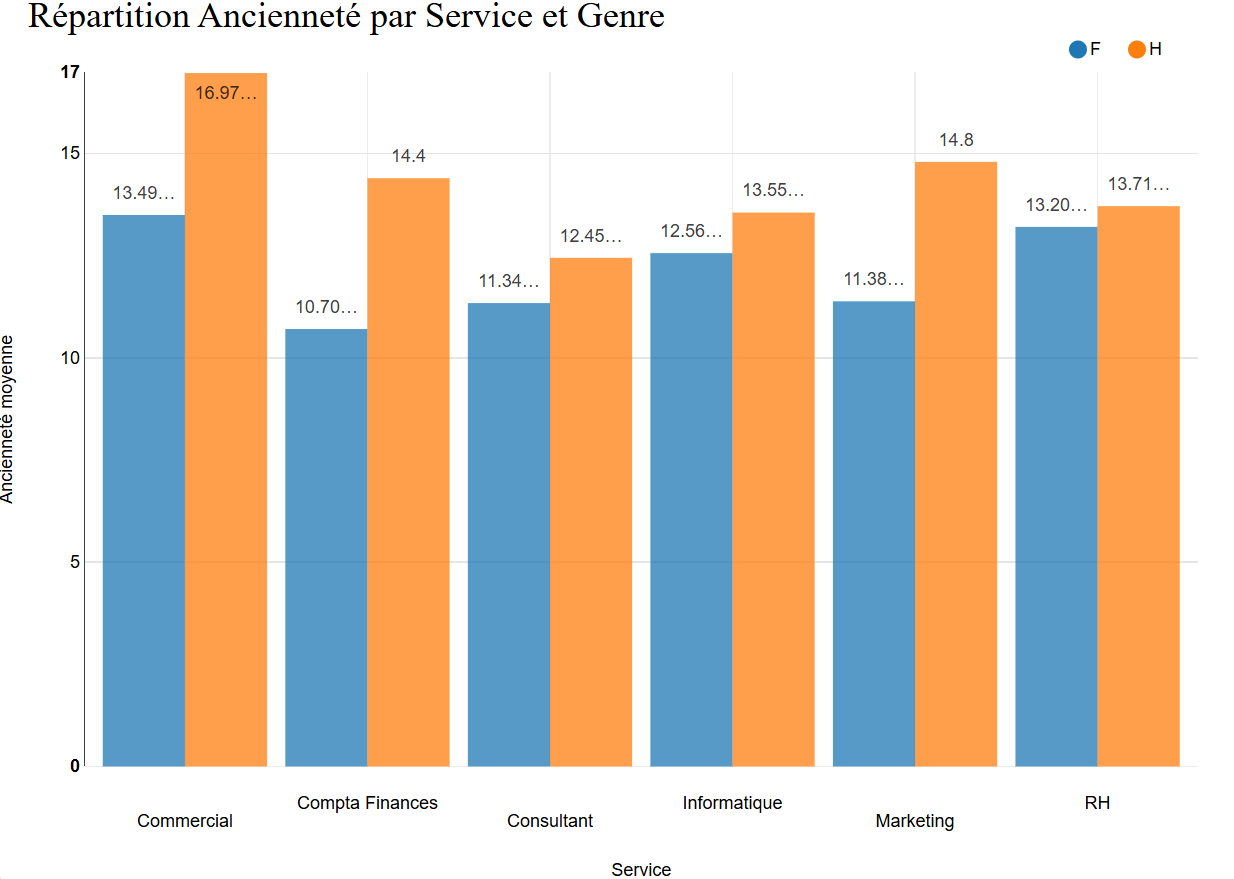 Répartition Ancienneté par Service et Genre
F H
17
16.97…
15
14.8
14.4
13.49…
13.55…
13.20…
13.71…
12.45…
12.56…
11.34…
11.38…
10.70…
10
5
0
Ancienneté moyenne
Compta Finances Informatique RH
Commercial Consultant Marketing
Service